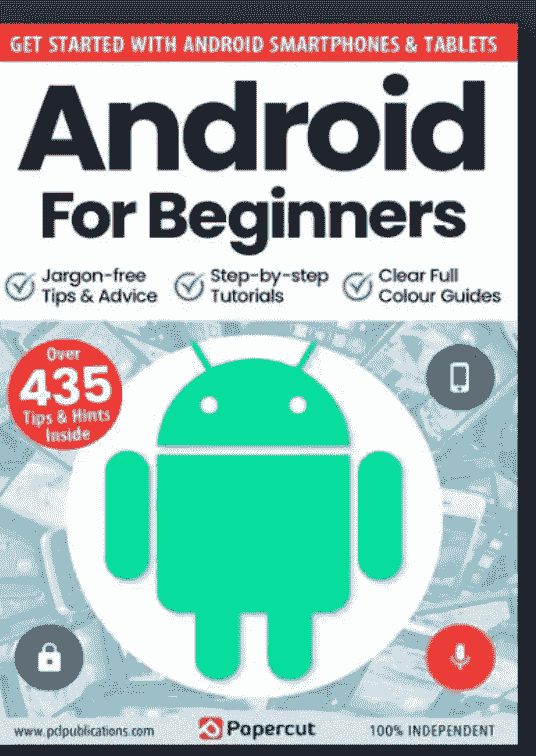 GET STARTED WITH ANDROID SMARTPHONES & TABLETS
Android
For Beginners
Jargon-free
Tips & Advice
Step-by-step
Tutorials
Clear Full
Colour Guides
Over
435
Tips & Hints
Inside
www.pclpublications.com
Papercut
100% INDEPENDENT